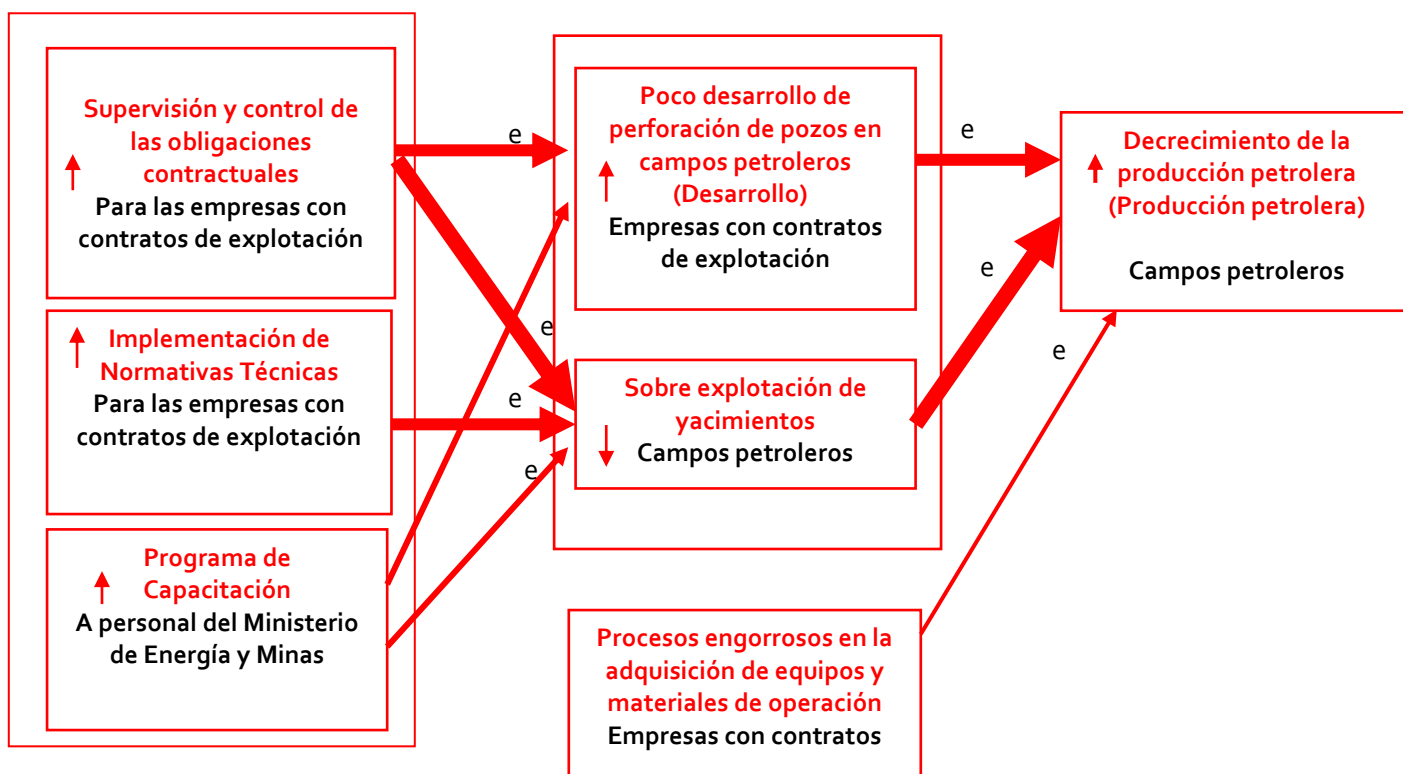 Supervisión y control de
las obligaciones
contractuales
Para las empresas con
contratos de explotación
Implementación de
Normativas Técnicas
Para las empresas con
contratos de explotación
Programa de
Capacitación
A personal del Ministerio
de Energía y Minas
e
e
e
e
e
Poco desarrollo de
perforación de pozos en
campos petroleros
(Desarrollo)
Empresas con contratos
de explotación
Sobre explotación de
yacimientos
Campos petroleros
Procesos engorrosos en la
adquisición de equipos y
materiales de operación
Empresas con contratos
e
e
Decrecimiento de la
producción petrolera
(Producción petrolera)
Campos petroleros